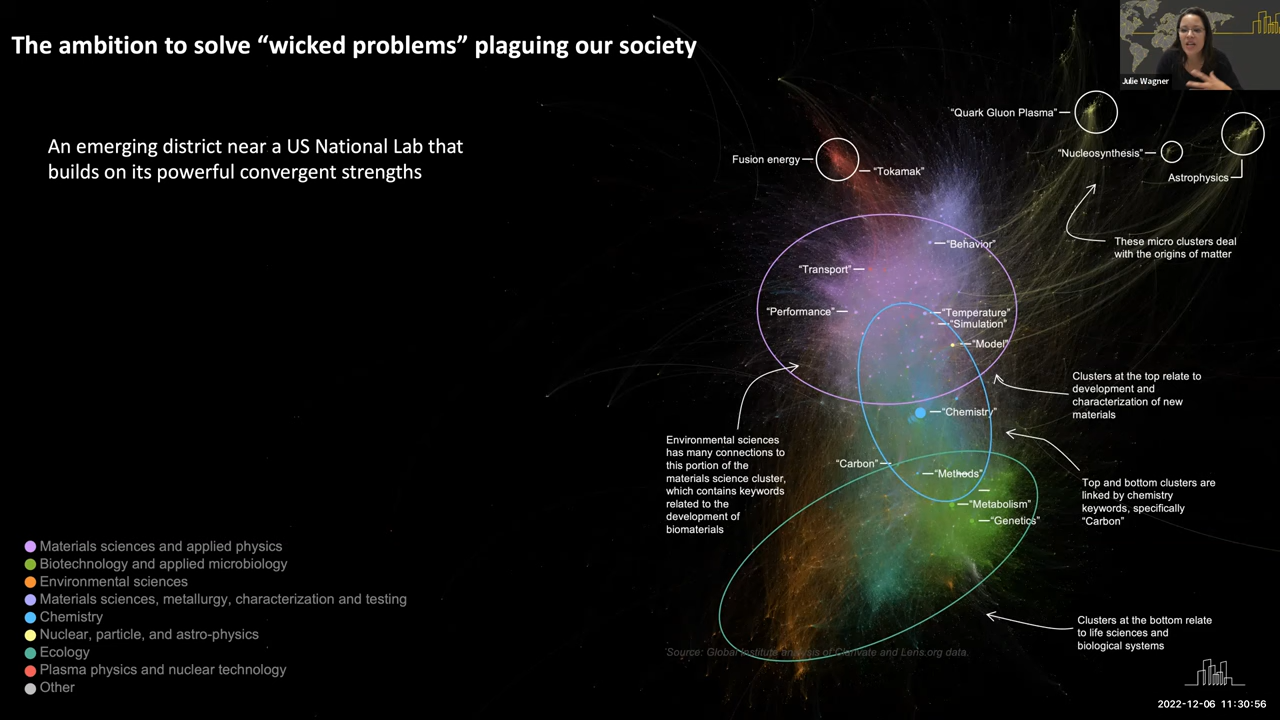 The ambition to solve “wicked problems” plaguing our society
Julie Wagner
An emerging district near a US National Lab that
builds on its powerful convergent strengths
“Quark Gluon Plasma”
Fusion energy
“Tokamak”
“Nucleosynthesis”
Astrophysics
These micro clusters deal
with the origins of matter
“Behavior”
“Transport”
“Performance”
“Temperature”
“Simulation”
“Model”
Clusters at the top relate to
development and
characterization of new
materials
“Chemistry”
Environmental sciences
has many connections to
this portion of the
materials science cluster,
which contains keywords
related to the
development of
biomaterials
“Carbon”
“Methods”
Top and bottom clusters are
linked by chemistry
keywords, specifically
“Carbon”
“Metabolism”
“Genetics”
Materials sciences and applied physics
Biotechnology and applied microbiology
Environmental sciences
Materials sciences, metallurgy, characterization and testing
Chemistry
Nuclear, particle, and astro-physics
Ecology
Plasma physics and nuclear technology
Other
Clusters at the bottom relate
to life sciences and
biological systems
*Source: Global Institute analysis of Clarivate and Lens.org data.
2022-12-06 11:30:56